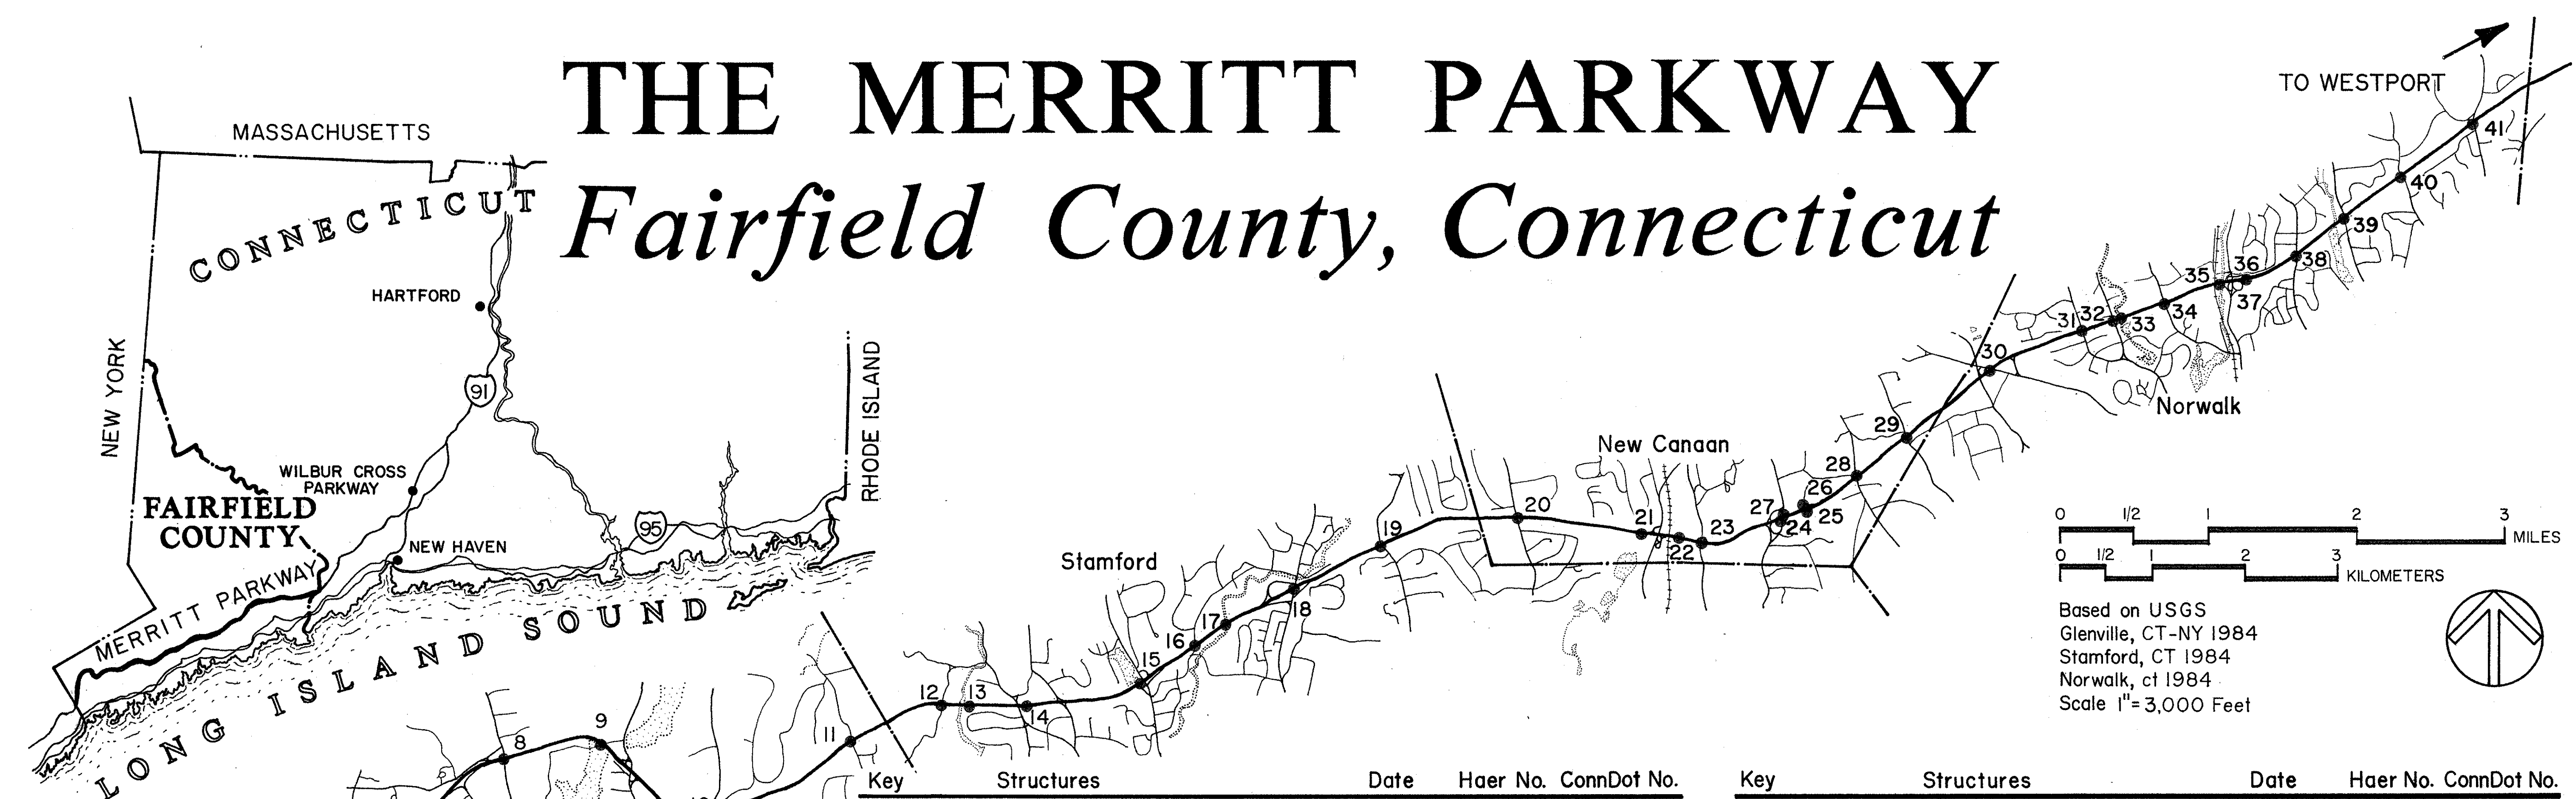 THE MERRITT PARKWAY
Fairfield County, Connecticut
MASSACHUSETTS
CONNECTICUT
HARTFORD
NEW YORK
RHODE ISLAND
91
WILBUR CROSS
PARKWAY
FAIRFIELD
COUNTY
95
NEW HAVEN
MERRITT PARKWAY
LONG ISLAND SOUND
TO WESTPORT
41
40
39
38
36
35
37
34
33
32
31
30
Norwalk
29
28
New Canaan
26
27
25
24
23
22
21
20
19
Stamford
18
17
16
15
14
13
12
11
9
8
0 1/2 1 2 3
MILES
0 1/2 1 2 3
KILOMETERS
Based on USGS
Glenville, CT-NY 1984
Stamford, CT 1984
Norwalk, ct 1984
Scale 1"=3,000 Feet
Key Structures Date Haer No. ConnDot No.
Key Structures Date Haer No. ConnDot No.